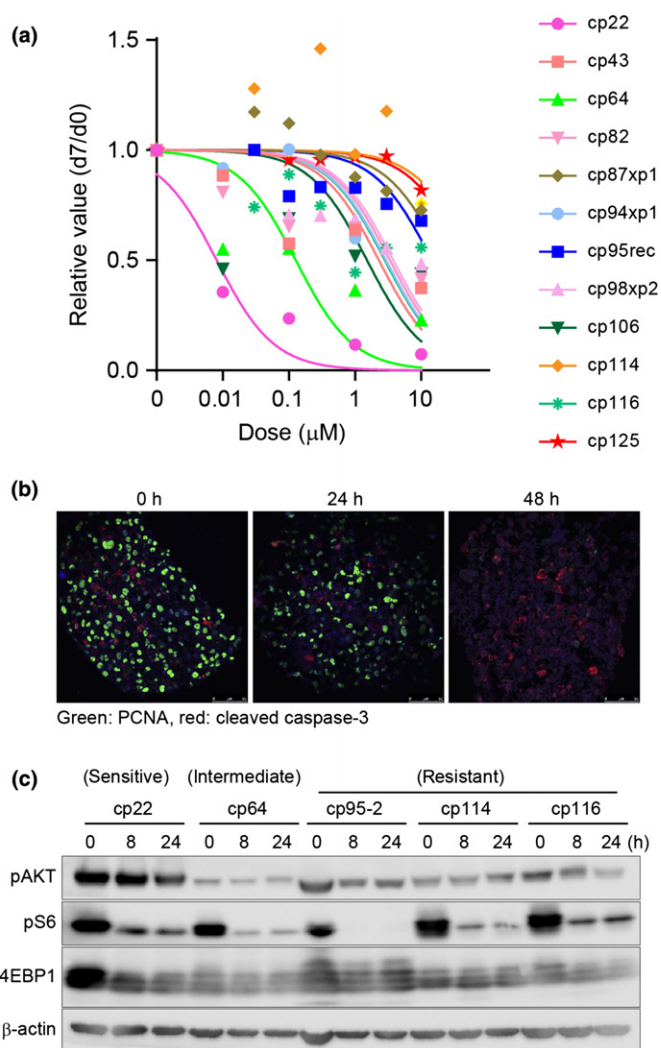 (a)
1.5
1.0
0.5
0.0
Relative value (d7/d0)
0 0.01 0.1 1 10
Dose (μM)
cp22
cp43
cp64
cp82
cp87xp1
cp94xp1
cp95rec
cp98xp2
cp106
cp114
cp116
cp125
(b)
0 h 24 h 48 h
Green: PCNA, red: cleaved caspase-3
(c)
(Sensitive) (Intermediate) (Resistant)
cp22 cp64 cp95-2 cp114 cp116
0 8 24 0 8 24 0 8 24 0 8 24 0 8 24 (h)
pAKT
pS6
4EBP1
β-actin